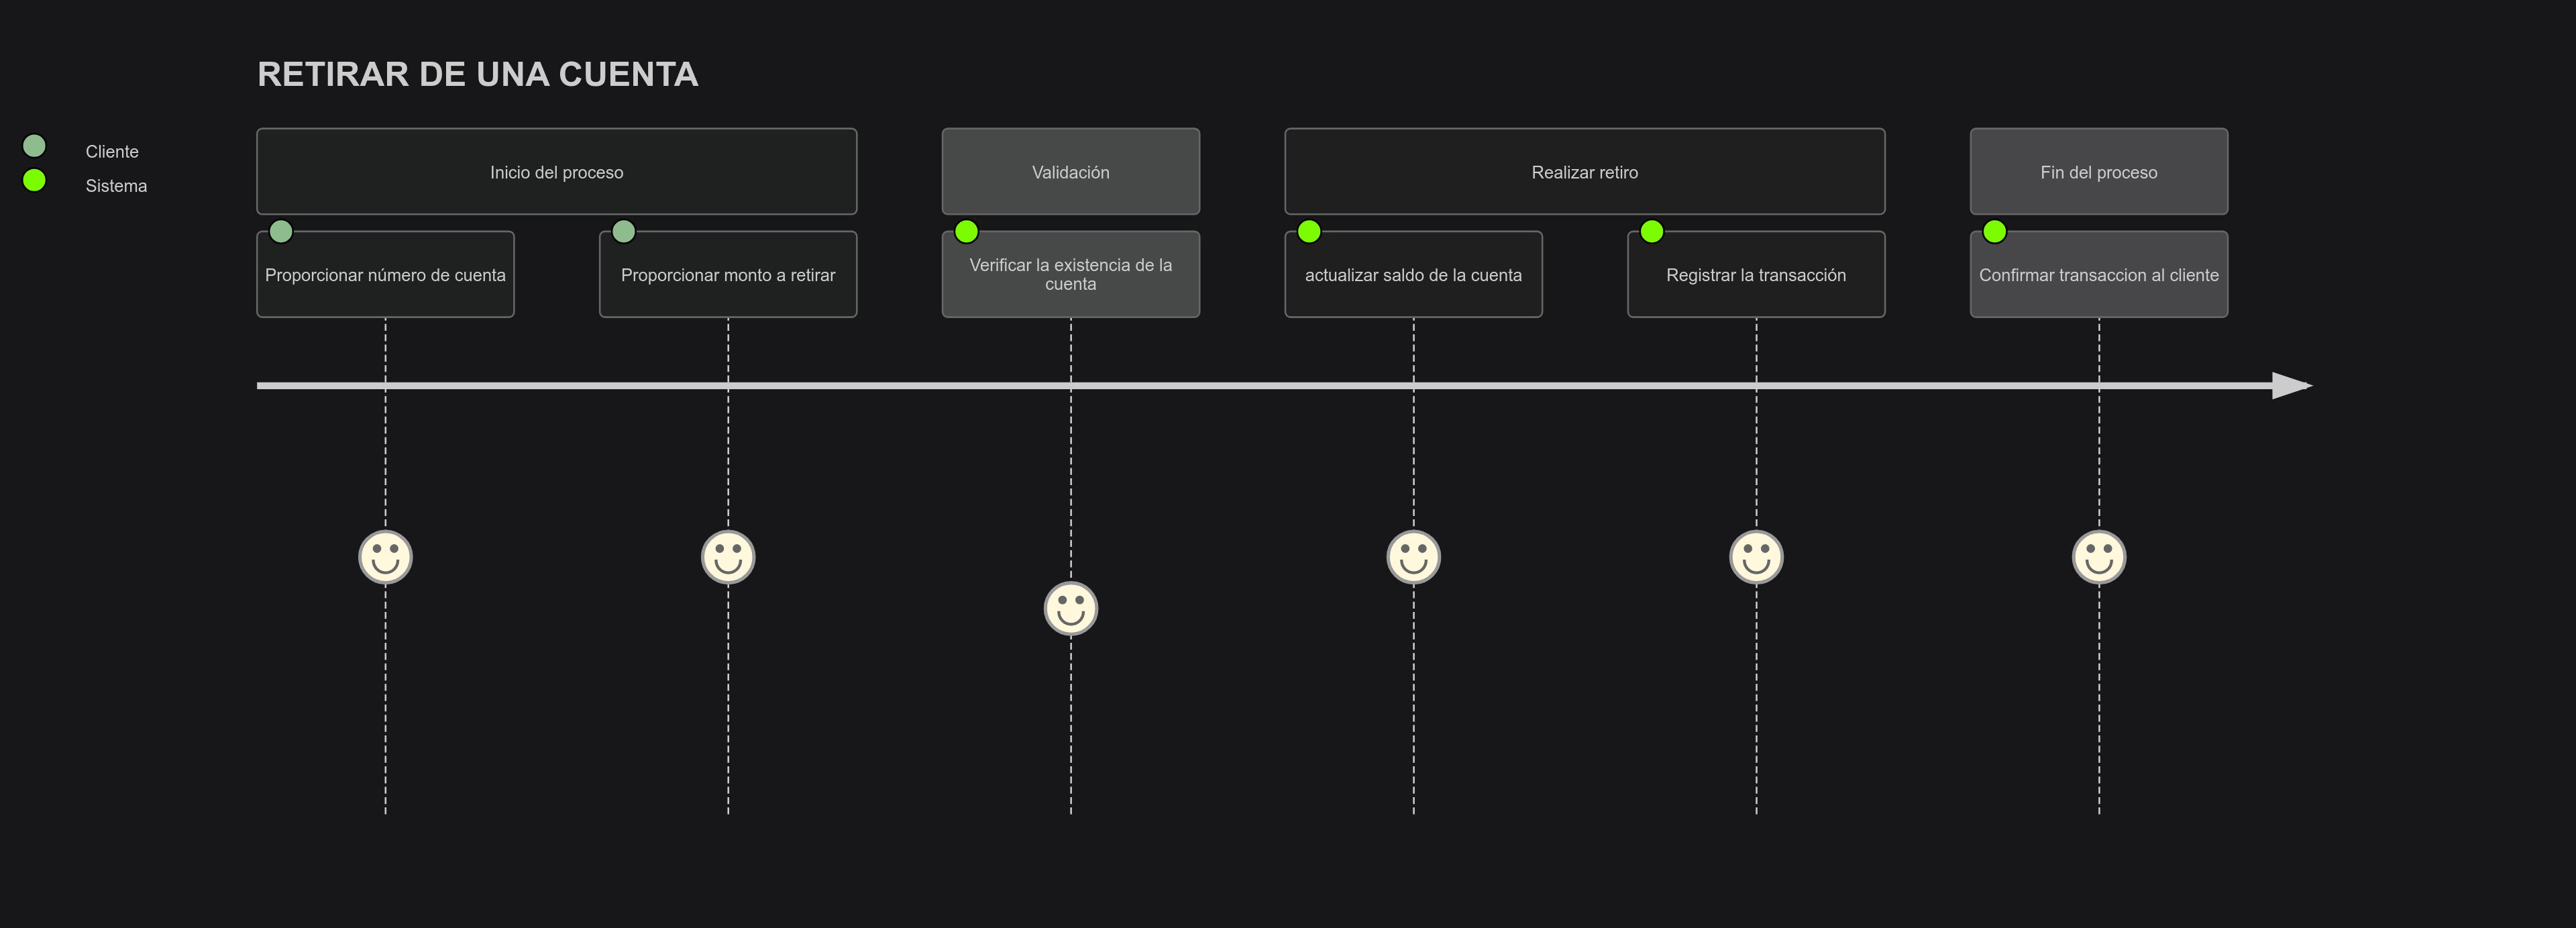 RETIRAR DE UNA CUENTA
Cliente
Sistema
Inicio del proceso
Validación
Realizar retiro
Fin del proceso
Proporcionar número de cuenta
Proporcionar monto a retirar
Verificar la existencia de la
cuenta
actualizar saldo de la cuenta
Registrar la transacción
Confirmar transaccion al cliente